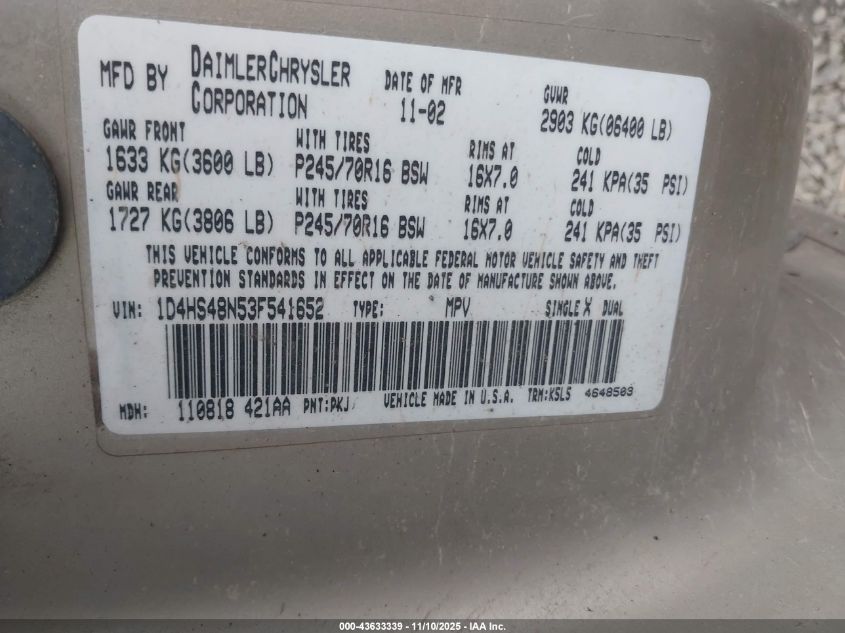 MFD BY DAIMLERCHRYSLER CORPORATION DATE OF MFR 11-02 GVWR 2903 KG(06400 LB)
GAWR FRONT WITH TIRES RIMS AT COLD
1633 KG(3600 LB) P245/70R16 BSW 16X7.0 241 KPA(35 PSI)
GAWR REAR WITH TIRES RIMS AT COLD
1727 KG(3806 LB) P245/70R16 BSW 16X7.0 241 KPA(35 PSI)
THIS VEHICLE CONFORMS TO ALL APPLICABLE FEDERAL MOTOR VEHICLE SAFETY AND THEFT
PREVENTION STANDARDS IN EFFECT ON THE DATE OF MANUFACTURE SHOWN ABOVE.
VIN: 1D4HS48N53F541652 TYPE: MPV SINGLE X DUAL
MDH: 110818 421AA PNT:PKJ VEHICLE MADE IN U.S.A. TRM:K5L5 4648503
000-43633339 - 11/10/2025 - IAA Inc.